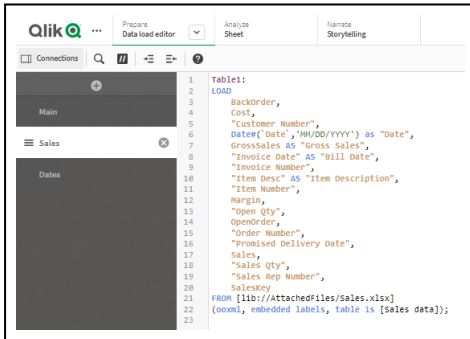 Qlik ... Prepare Analyze Narrate
Data load editor Sheet Storytelling
Connections
Main
Sales
Dates
1 Table1:
2 LOAD
3 BackOrder,
4 Cost,
5 "Customer Number",
6 Date#(`Date`,'MM/DD/YYYY') as "Date",
7 GrossSales AS "Gross Sales",
8 "Invoice Date" AS "Bill Date",
9 "Invoice Number",
10 "Item Desc" AS "Item Description",
11 "Item Number",
12 Margin,
13 "Open Qty",
14 OpenOrder,
15 "Order Number",
16 "Promised Delivery Date",
17 Sales,
18 "Sales Qty",
19 "Sales Rep Number",
20 SalesKey
21 FROM [lib://AttachedFiles/Sales.xlsx]
22 (ooxml, embedded labels, table is [Sales data]);
23